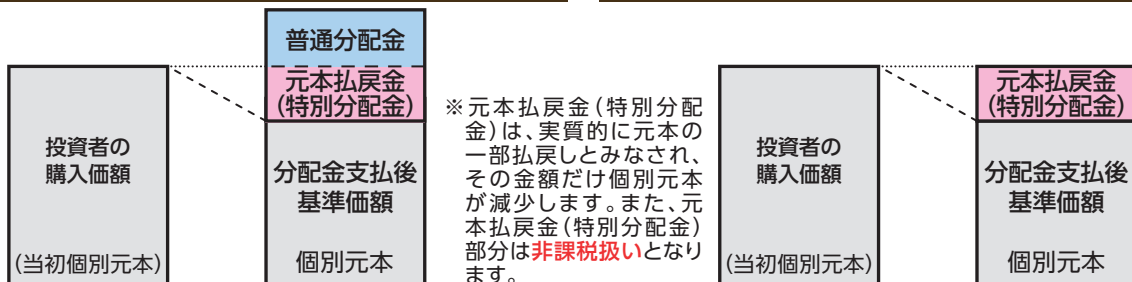 普通分配金
元本払戻金
(特別分配金)
投資者の
購入価額
(当初個別元本)
分配金支払後
基準価額
個別元本
※元本払戻金(特別分配
金)は、実質的に元本の
一部払戻しとみなされ、
その金額だけ個別元本
が減少します。また、元
本払戻金(特別分配金)
部分は非課税扱いとなり
ます。
投資者の
購入価額
(当初個別元本)
元本払戻金
(特別分配金)
分配金支払後
基準価額
個別元本